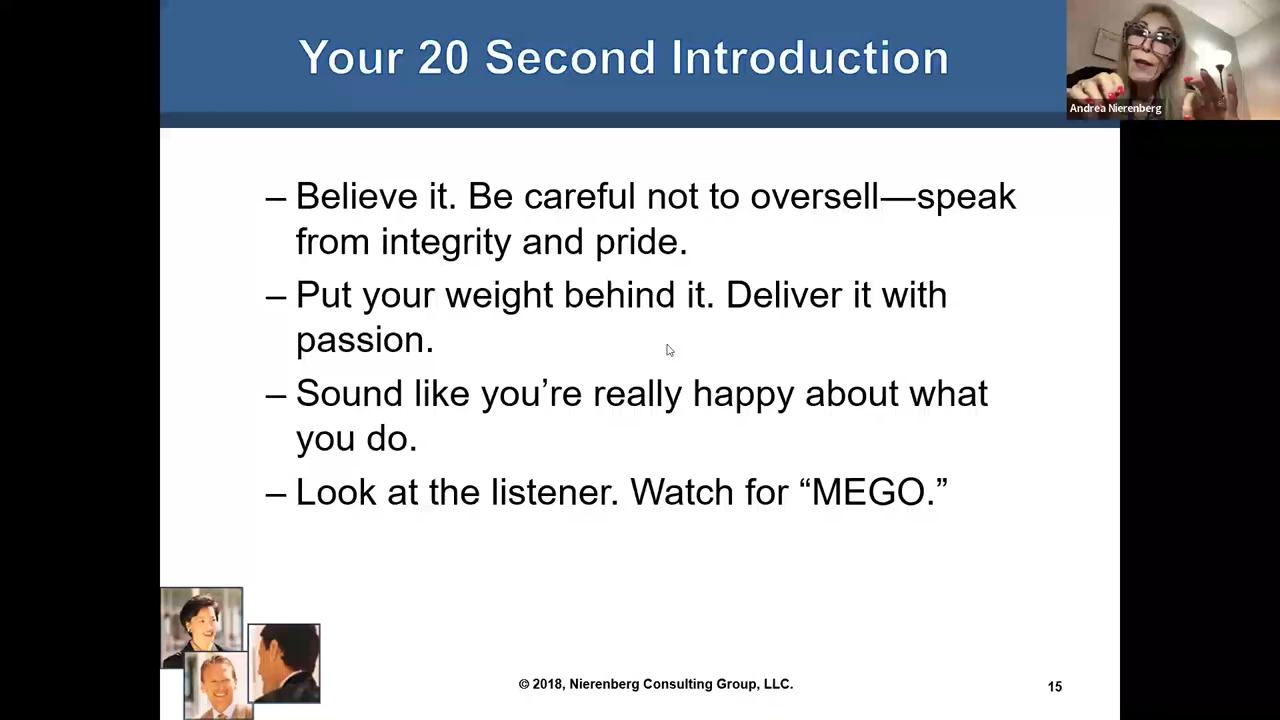 Your 20 Second Introduction
Andrea Nierenberg
– Believe it. Be careful not to oversell—speak
from integrity and pride.
– Put your weight behind it. Deliver it with
passion.
– Sound like you’re really happy about what
you do.
– Look at the listener. Watch for “MEGO.”
© 2018, Nierenberg Consulting Group, LLC.
15